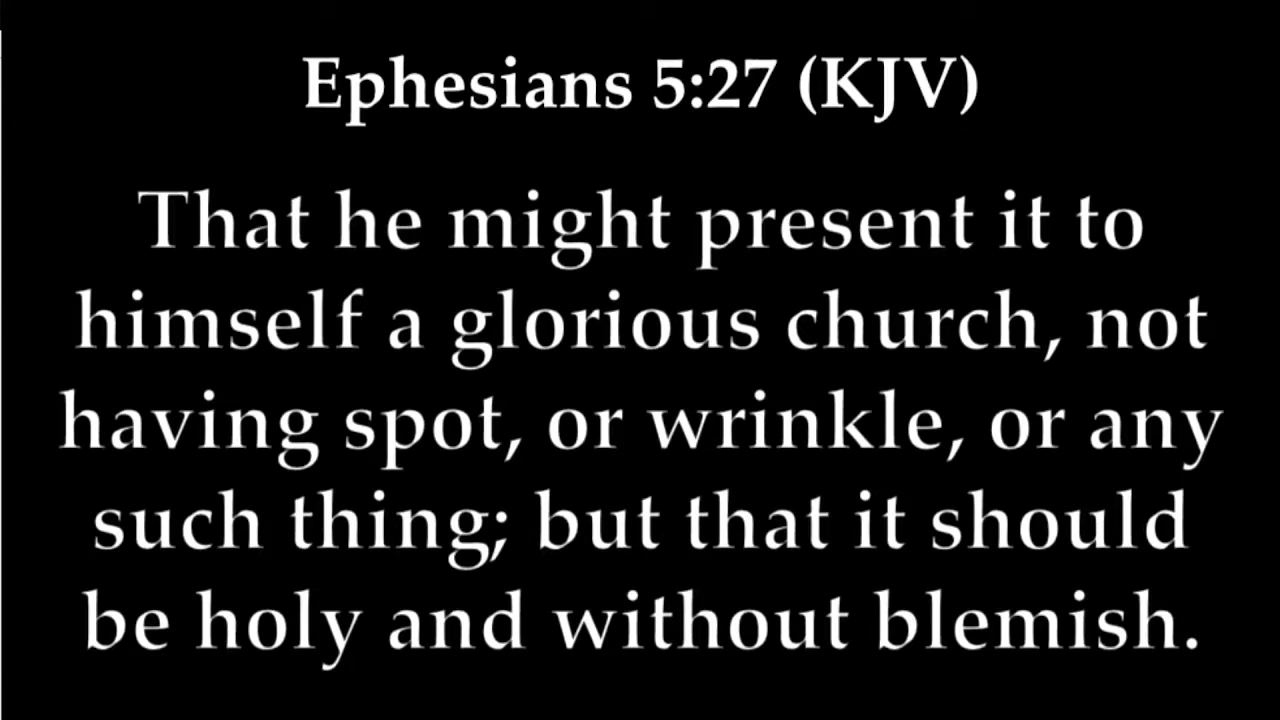 Ephesians 5:27 (KJV)
That he might present it to
himself a glorious church, not
having spot, or wrinkle, or any
such thing; but that it should
be holy and without blemish.